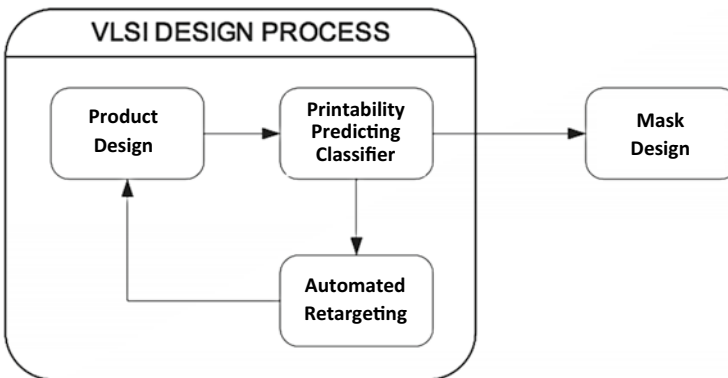 VLSI DESIGN PROCESS
Product
Design
Printability
Predicting
Classifier
Mask
Design
Automated
Retargeting